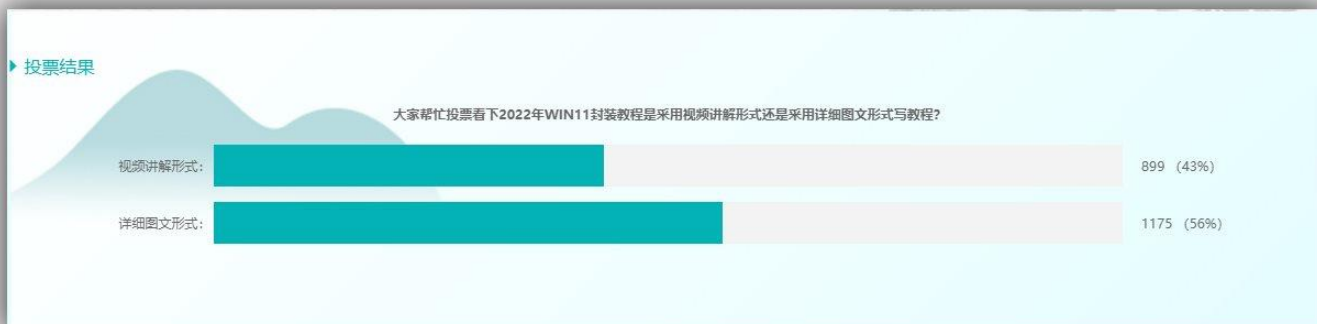 投票结果
大家帮忙投票看下2022年WIN11封装教程是采用视频讲解形式还是采用详细图文形式写教程?
视频讲解形式: 899 (43%)
详细图文形式: 1175 (56%)